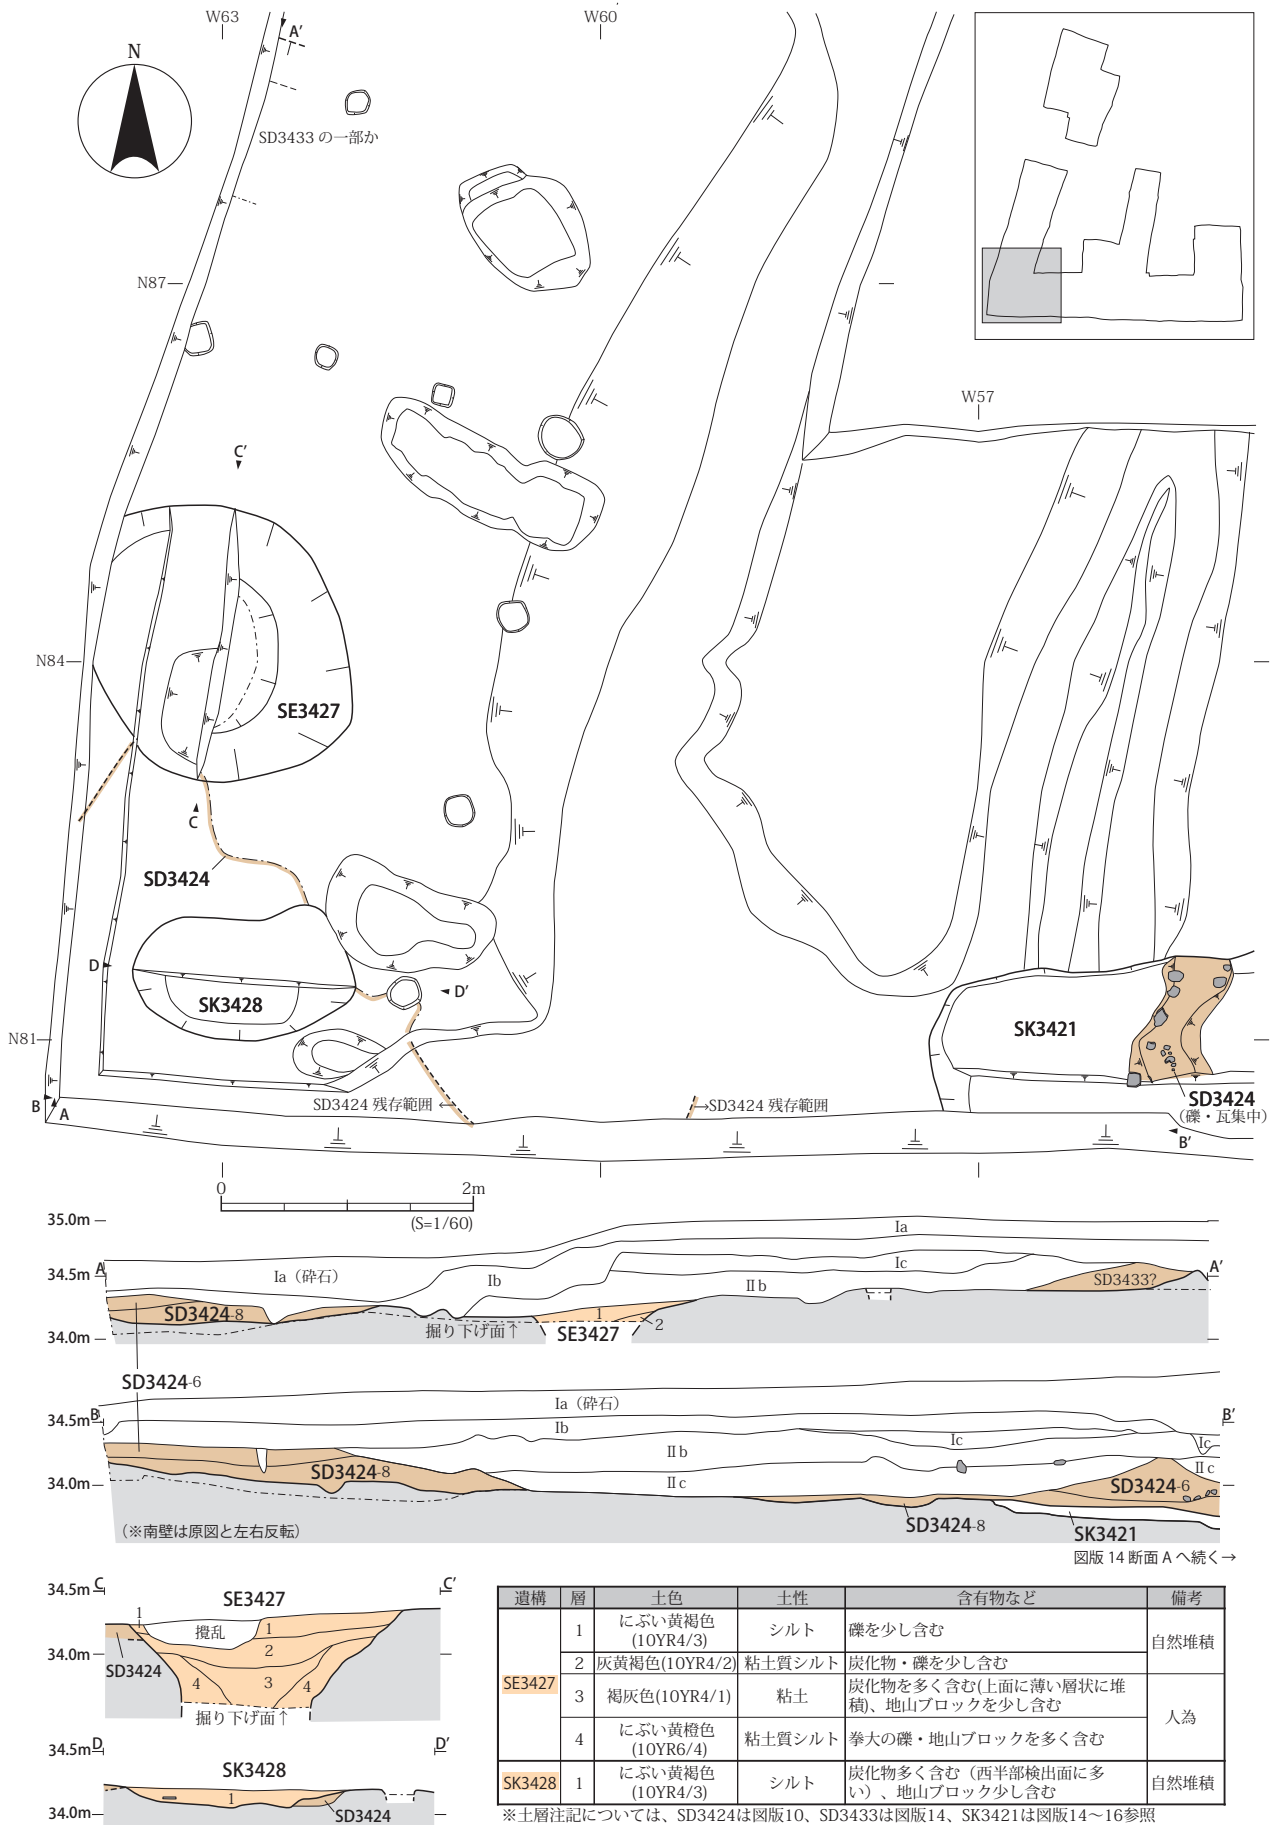 W63
W60
A'
N
SD3433 の一部か
N87
W57
C'
N84
SE3427
C
SD3424
D
D'
SK3428
SK3421
N81
B
A
SD3424 残存範囲 ←
→SD3424 残存範囲
SD3424
(礫・瓦集中)
B'
0
2m
(S=1/60)
35.0m
Ia
A
34.5m
Ia（砕石）
Ib
Ic
Ⅱb
SD3433?
A'
SD3424-8
1
34.0m
掘り下げ面↑
SE3427
2
SD3424-6
Ia（砕石）
B
34.5m
B'
Ib
Ic
Ic
Ⅱb
Ⅱc
SD3424-8
34.0m
Ⅱc
SD3424-6
（※南壁は原図と左右反転）
SD3424-8
SK3421
図版 14 断面 A へ続く→
34.5m
C
C'
SE3427
1
撹乱
1
2
34.0m
SD3424
4
3
4
掘り下げ面↑
34.5m
D
D'
SK3428
1
34.0m
SD3424
遺構 層 土色 土性 含有物など 備考
SE3427
1 にぶい黄褐色 シルト 礫を少し含む 自然堆積
(10YR4/3)
2 灰黄褐色(10YR4/2) 粘土質シルト 炭化物・礫を少し含む
3 褐灰色(10YR4/1) 粘土 炭化物を多く含む(上面に薄い層状に堆
積)、地山ブロックを少し含む
人為
4 にぶい黄橙色 粘土質シルト 拳大の礫・地山ブロックを多く含む
(10YR6/4)
SK3428 1 にぶい黄褐色 シルト 炭化物多く含む（西半部検出面に多 自然堆積
(10YR4/3) い）、地山ブロック少し含む
※土層注記については、SD3424は図版10、SD3433は図版14、SK3421は図版14〜16参照